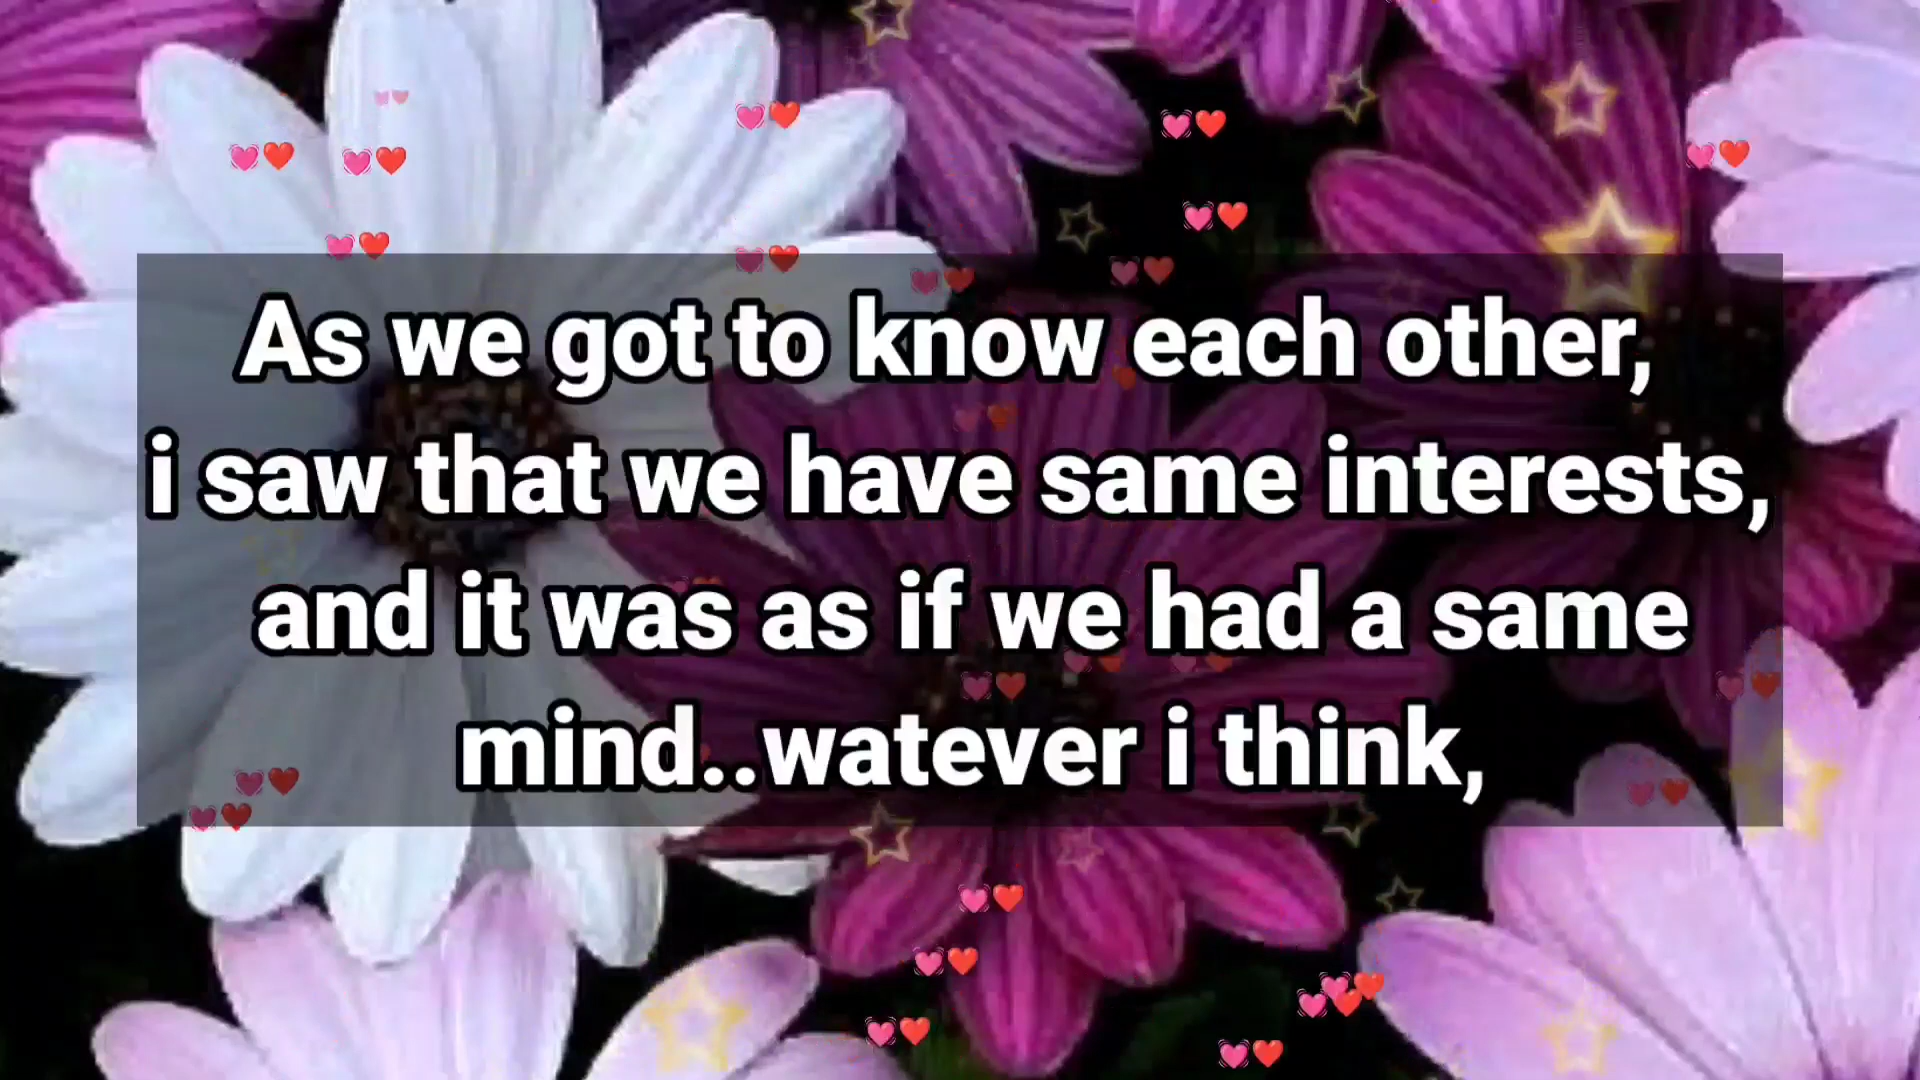 As we got to know each other,
i saw that we have same interests,
and it was as if we had a same
mind..watever i think,